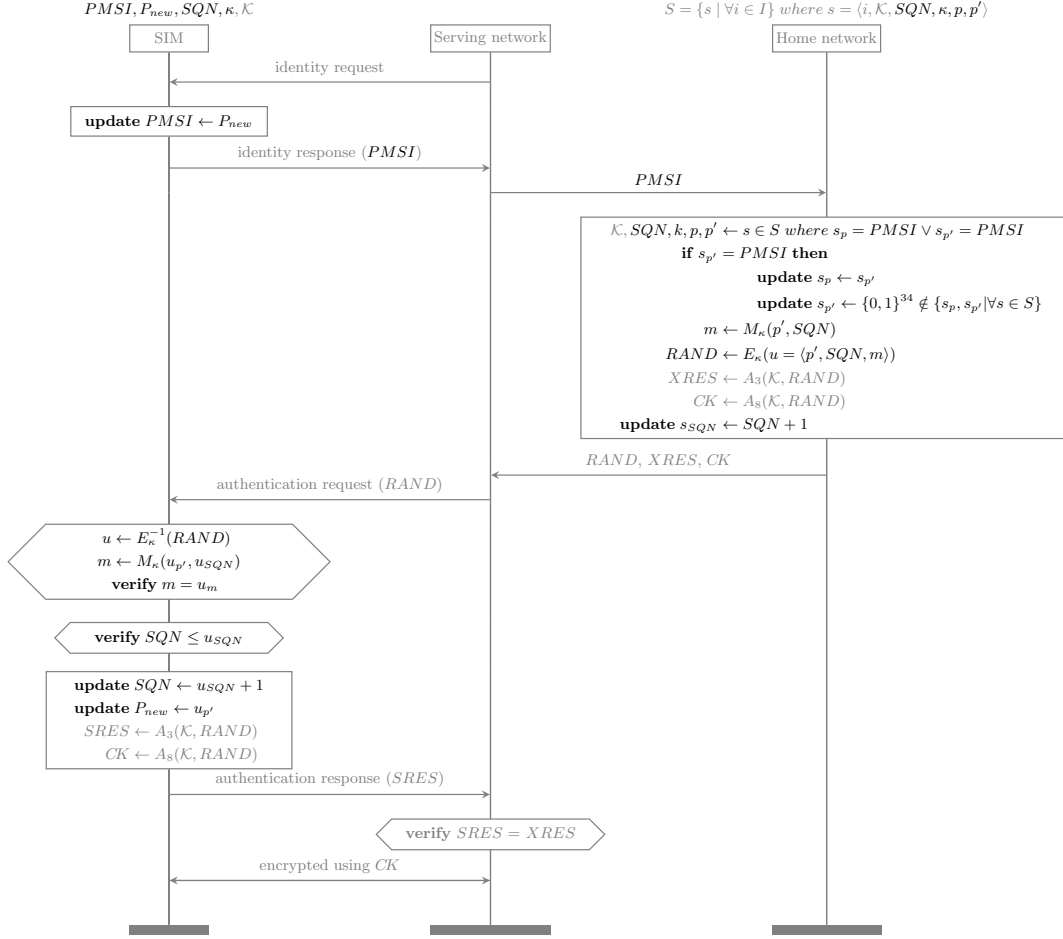 PMSI, P_new, SQN, κ, 𝒦
S = {s | ∀i ∈ I} where s = ⟨i, 𝒦, SQN, κ, p, p′⟩
SIM
Serving network
Home network
identity request
update PMSI ← P_new
identity response (PMSI)
PMSI
𝒦, SQN, k, p, p′ ← s ∈ S where s_p = PMSI ∨ s_p′ = PMSI
if s_p′ = PMSI then
update s_p ← s_p′
update s_p′ ← {0, 1}^34 ∉ {s_p, s_p′|∀s ∈ S}
m ← M_κ(p′, SQN)
RAND ← E_κ(u = ⟨p′, SQN, m⟩)
XRES ← A_3(𝒦, RAND)
CK ← A_8(𝒦, RAND)
update s_SQN ← SQN + 1
RAND, XRES, CK
authentication request (RAND)
u ← E_κ^−1(RAND)
m ← M_κ(u_p′, u_SQN)
verify m = u_m
verify SQN ≤ u_SQN
update SQN ← u_SQN + 1
update P_new ← u_p′
SRES ← A_3(𝒦, RAND)
CK ← A_8(𝒦, RAND)
authentication response (SRES)
verify SRES = XRES
encrypted using CK